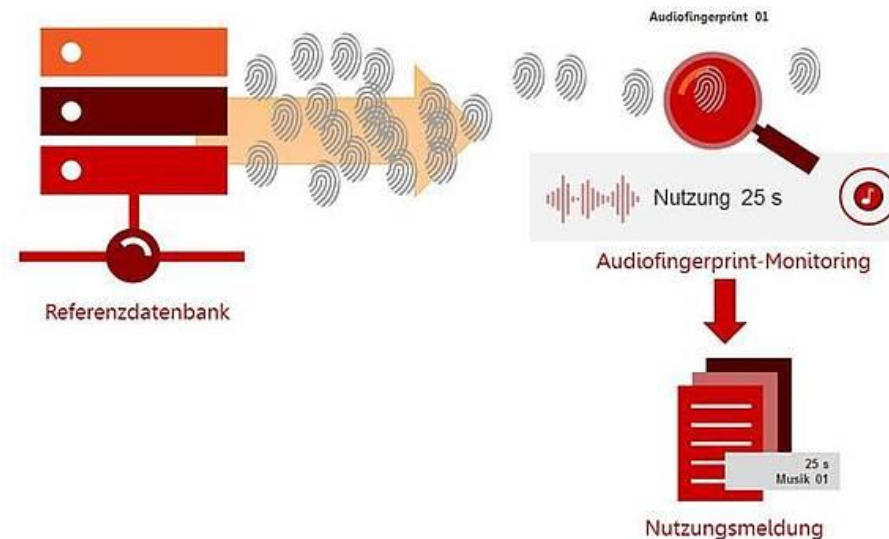 Audiofingerprint 01
Nutzung 25 s
Audiofingerprint-Monitoring
Referenzdatenbank
25 s
Musik 01
Nutzungsmeldung